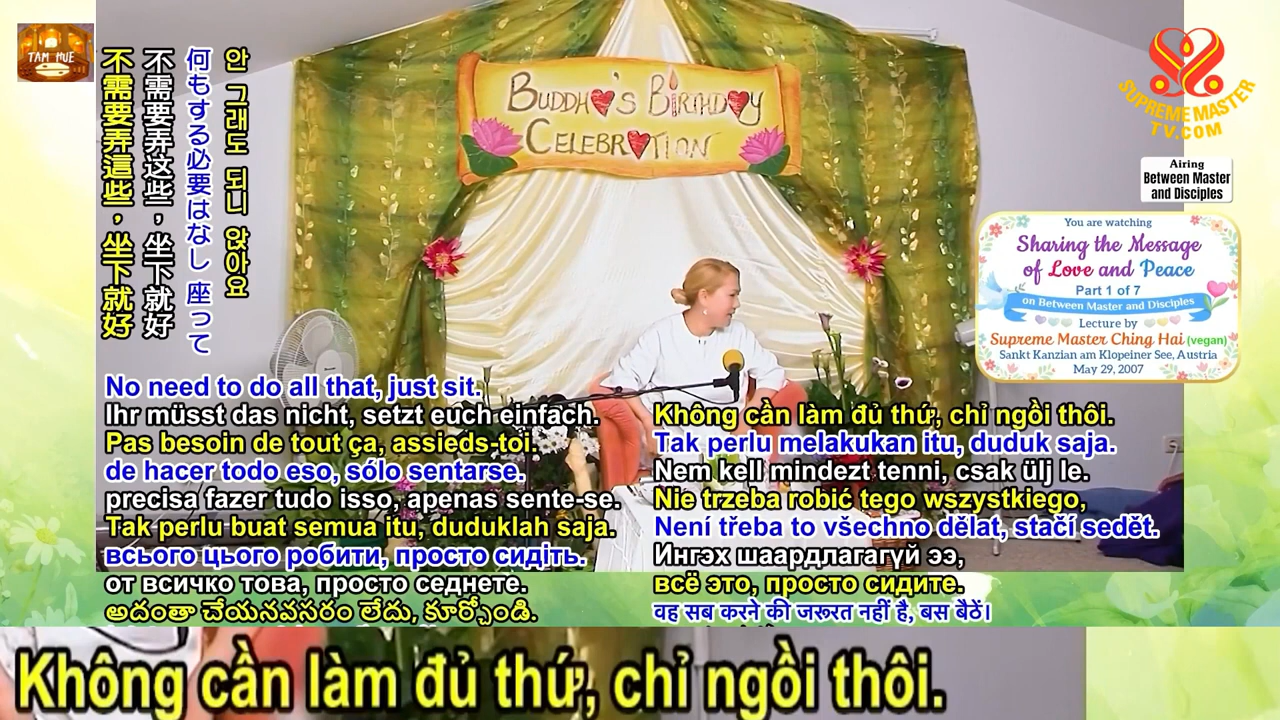 TAM HUE
不需要弄這些，坐下就好
不需要弄这些，坐下就好
何もする必要はなし 座って
안 그래도 되니 앉아요
BUDDHA'S BIRTHDAY
CELEBRATION
SUPREME MASTER
TV.COM
Airing
Between Master
and Disciples
You are watching
Sharing the Message
of Love and Peace
Part 1 of 7
on Between Master and Disciples
Lecture by
Supreme Master Ching Hai (vegan)
Sankt Kanzian am Klopeiner See, Austria
May 29, 2007
No need to do all that, just sit.
Ihr müsst das nicht, setzt euch einfach.
Pas besoin de tout ça, assieds-toi.
de hacer todo eso, sólo sentarse.
precisa fazer tudo isso, apenas sente-se.
Tak perlu buat semua itu, duduklah saja.
всього цього робити, просто сидіть.
от всичко това, просто седнете.
అదంతా చేయనవసరం లేదు, కూర్చోండి.
Không cần làm đủ thứ, chỉ ngồi thôi.
Tak perlu melakukan itu, duduk saja.
Nem kell mindezt tenni, csak ülj le.
Nie trzeba robić tego wszystkiego,
Není třeba to všechno dělat, stačí sedět.
Ингэх шаардлагагүй ээ,
всё это, просто сидите.
वह सब करने की जरूरत नहीं है, बस बैठें।
Không cần làm đủ thứ, chỉ ngồi thôi.